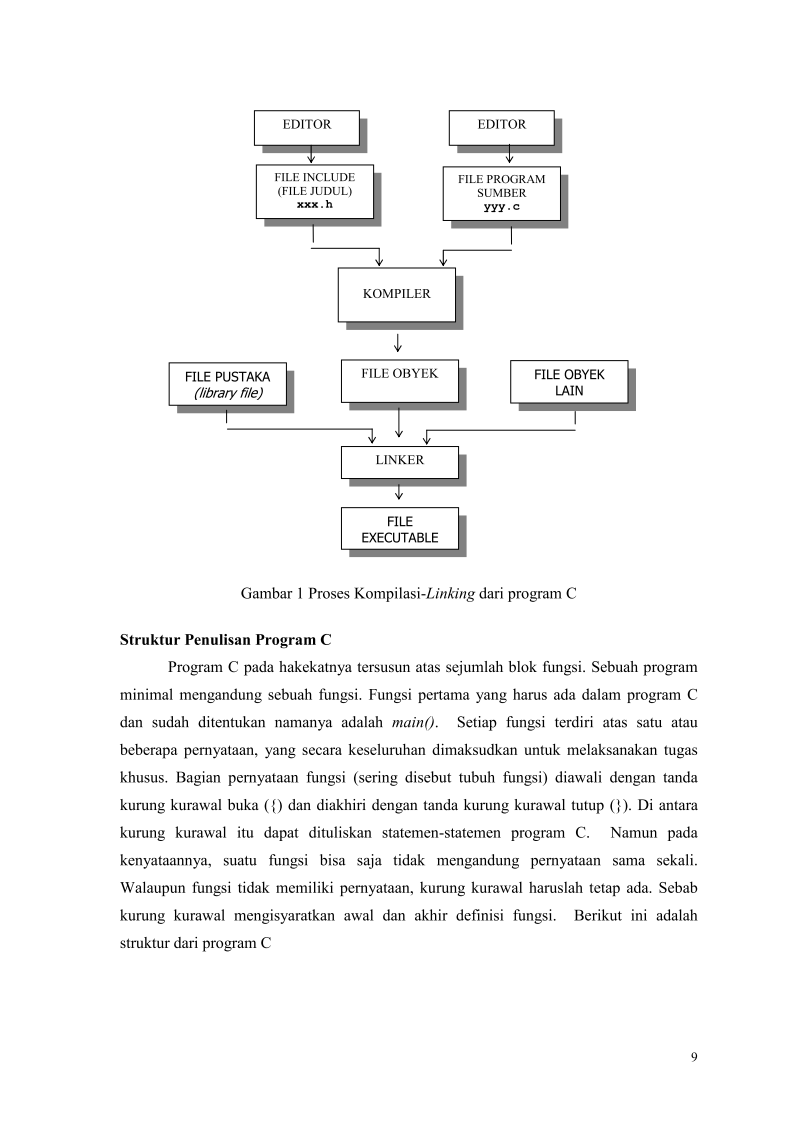 EDITOR
EDITOR
FILE INCLUDE
(FILE JUDUL)
xxx.h
FILE PROGRAM
SUMBER
yyy.c
KOMPILER
FILE PUSTAKA
(library file)
FILE OBYEK
FILE OBYEK
LAIN
LINKER
FILE
EXECUTABLE
Gambar 1 Proses Kompilasi-Linking dari program C
Struktur Penulisan Program C
Program C pada hakekatnya tersusun atas sejumlah blok fungsi. Sebuah program
minimal mengandung sebuah fungsi. Fungsi pertama yang harus ada dalam program C
dan sudah ditentukan namanya adalah main(). Setiap fungsi terdiri atas satu atau
beberapa pernyataan, yang secara keseluruhan dimaksudkan untuk melaksanakan tugas
khusus. Bagian pernyataan fungsi (sering disebut tubuh fungsi) diawali dengan tanda
kurung kurawal buka ({) dan diakhiri dengan tanda kurung kurawal tutup (}). Di antara
kurung kurawal itu dapat dituliskan statemen-statemen program C. Namun pada
kenyataannya, suatu fungsi bisa saja tidak mengandung pernyataan sama sekali.
Walaupun fungsi tidak memiliki pernyataan, kurung kurawal haruslah tetap ada. Sebab
kurung kurawal mengisyaratkan awal dan akhir definisi fungsi. Berikut ini adalah
struktur dari program C
9